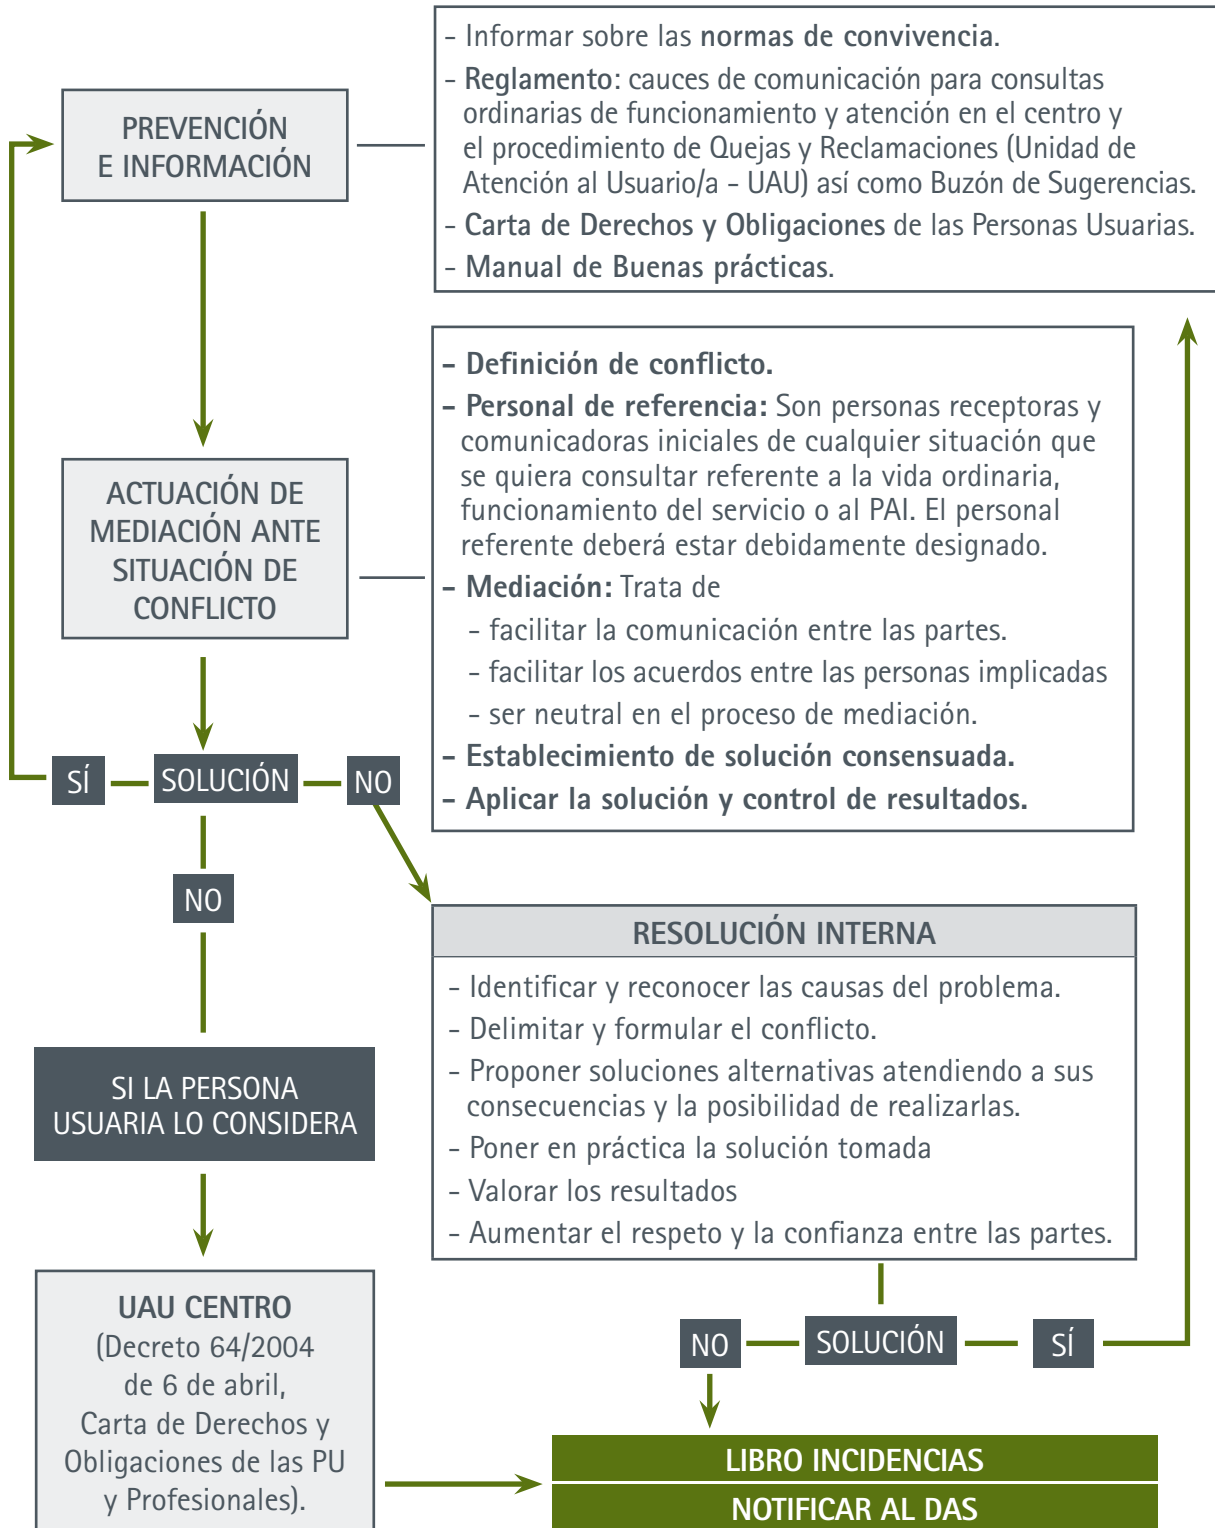 PREVENCIÓN
E INFORMACIÓN
- Informar sobre las normas de convivencia.
- Reglamento: cauces de comunicación para consultas
ordinarias de funcionamiento y atención en el centro y
el procedimiento de Quejas y Reclamaciones (Unidad de
Atención al Usuario/a - UAU) así como Buzón de Sugerencias.
- Carta de Derechos y Obligaciones de las Personas Usuarias.
- Manual de Buenas prácticas.
ACTUACIÓN DE
MEDIACIÓN ANTE
SITUACIÓN DE
CONFLICTO
- Definición de conflicto.
- Personal de referencia: Son personas receptoras y
comunicadoras iniciales de cualquier situación que
se quiera consultar referente a la vida ordinaria,
funcionamiento del servicio o al PAI. El personal
referente deberá estar debidamente designado.
- Mediación: Trata de
- facilitar la comunicación entre las partes.
- facilitar los acuerdos entre las personas implicadas
- ser neutral en el proceso de mediación.
- Establecimiento de solución consensuada.
- Aplicar la solución y control de resultados.
SÍ
SOLUCIÓN
NO
NO
SI LA PERSONA
USUARIA LO CONSIDERA
RESOLUCIÓN INTERNA
- Identificar y reconocer las causas del problema.
- Delimitar y formular el conflicto.
- Proponer soluciones alternativas atendiendo a sus
consecuencias y la posibilidad de realizarlas.
- Poner en práctica la solución tomada
- Valorar los resultados
- Aumentar el respeto y la confianza entre las partes.
UAU CENTRO
(Decreto 64/2004
de 6 de abril,
Carta de Derechos y
Obligaciones de las PU
y Profesionales).
NO
SOLUCIÓN
SÍ
LIBRO INCIDENCIAS
NOTIFICAR AL DAS